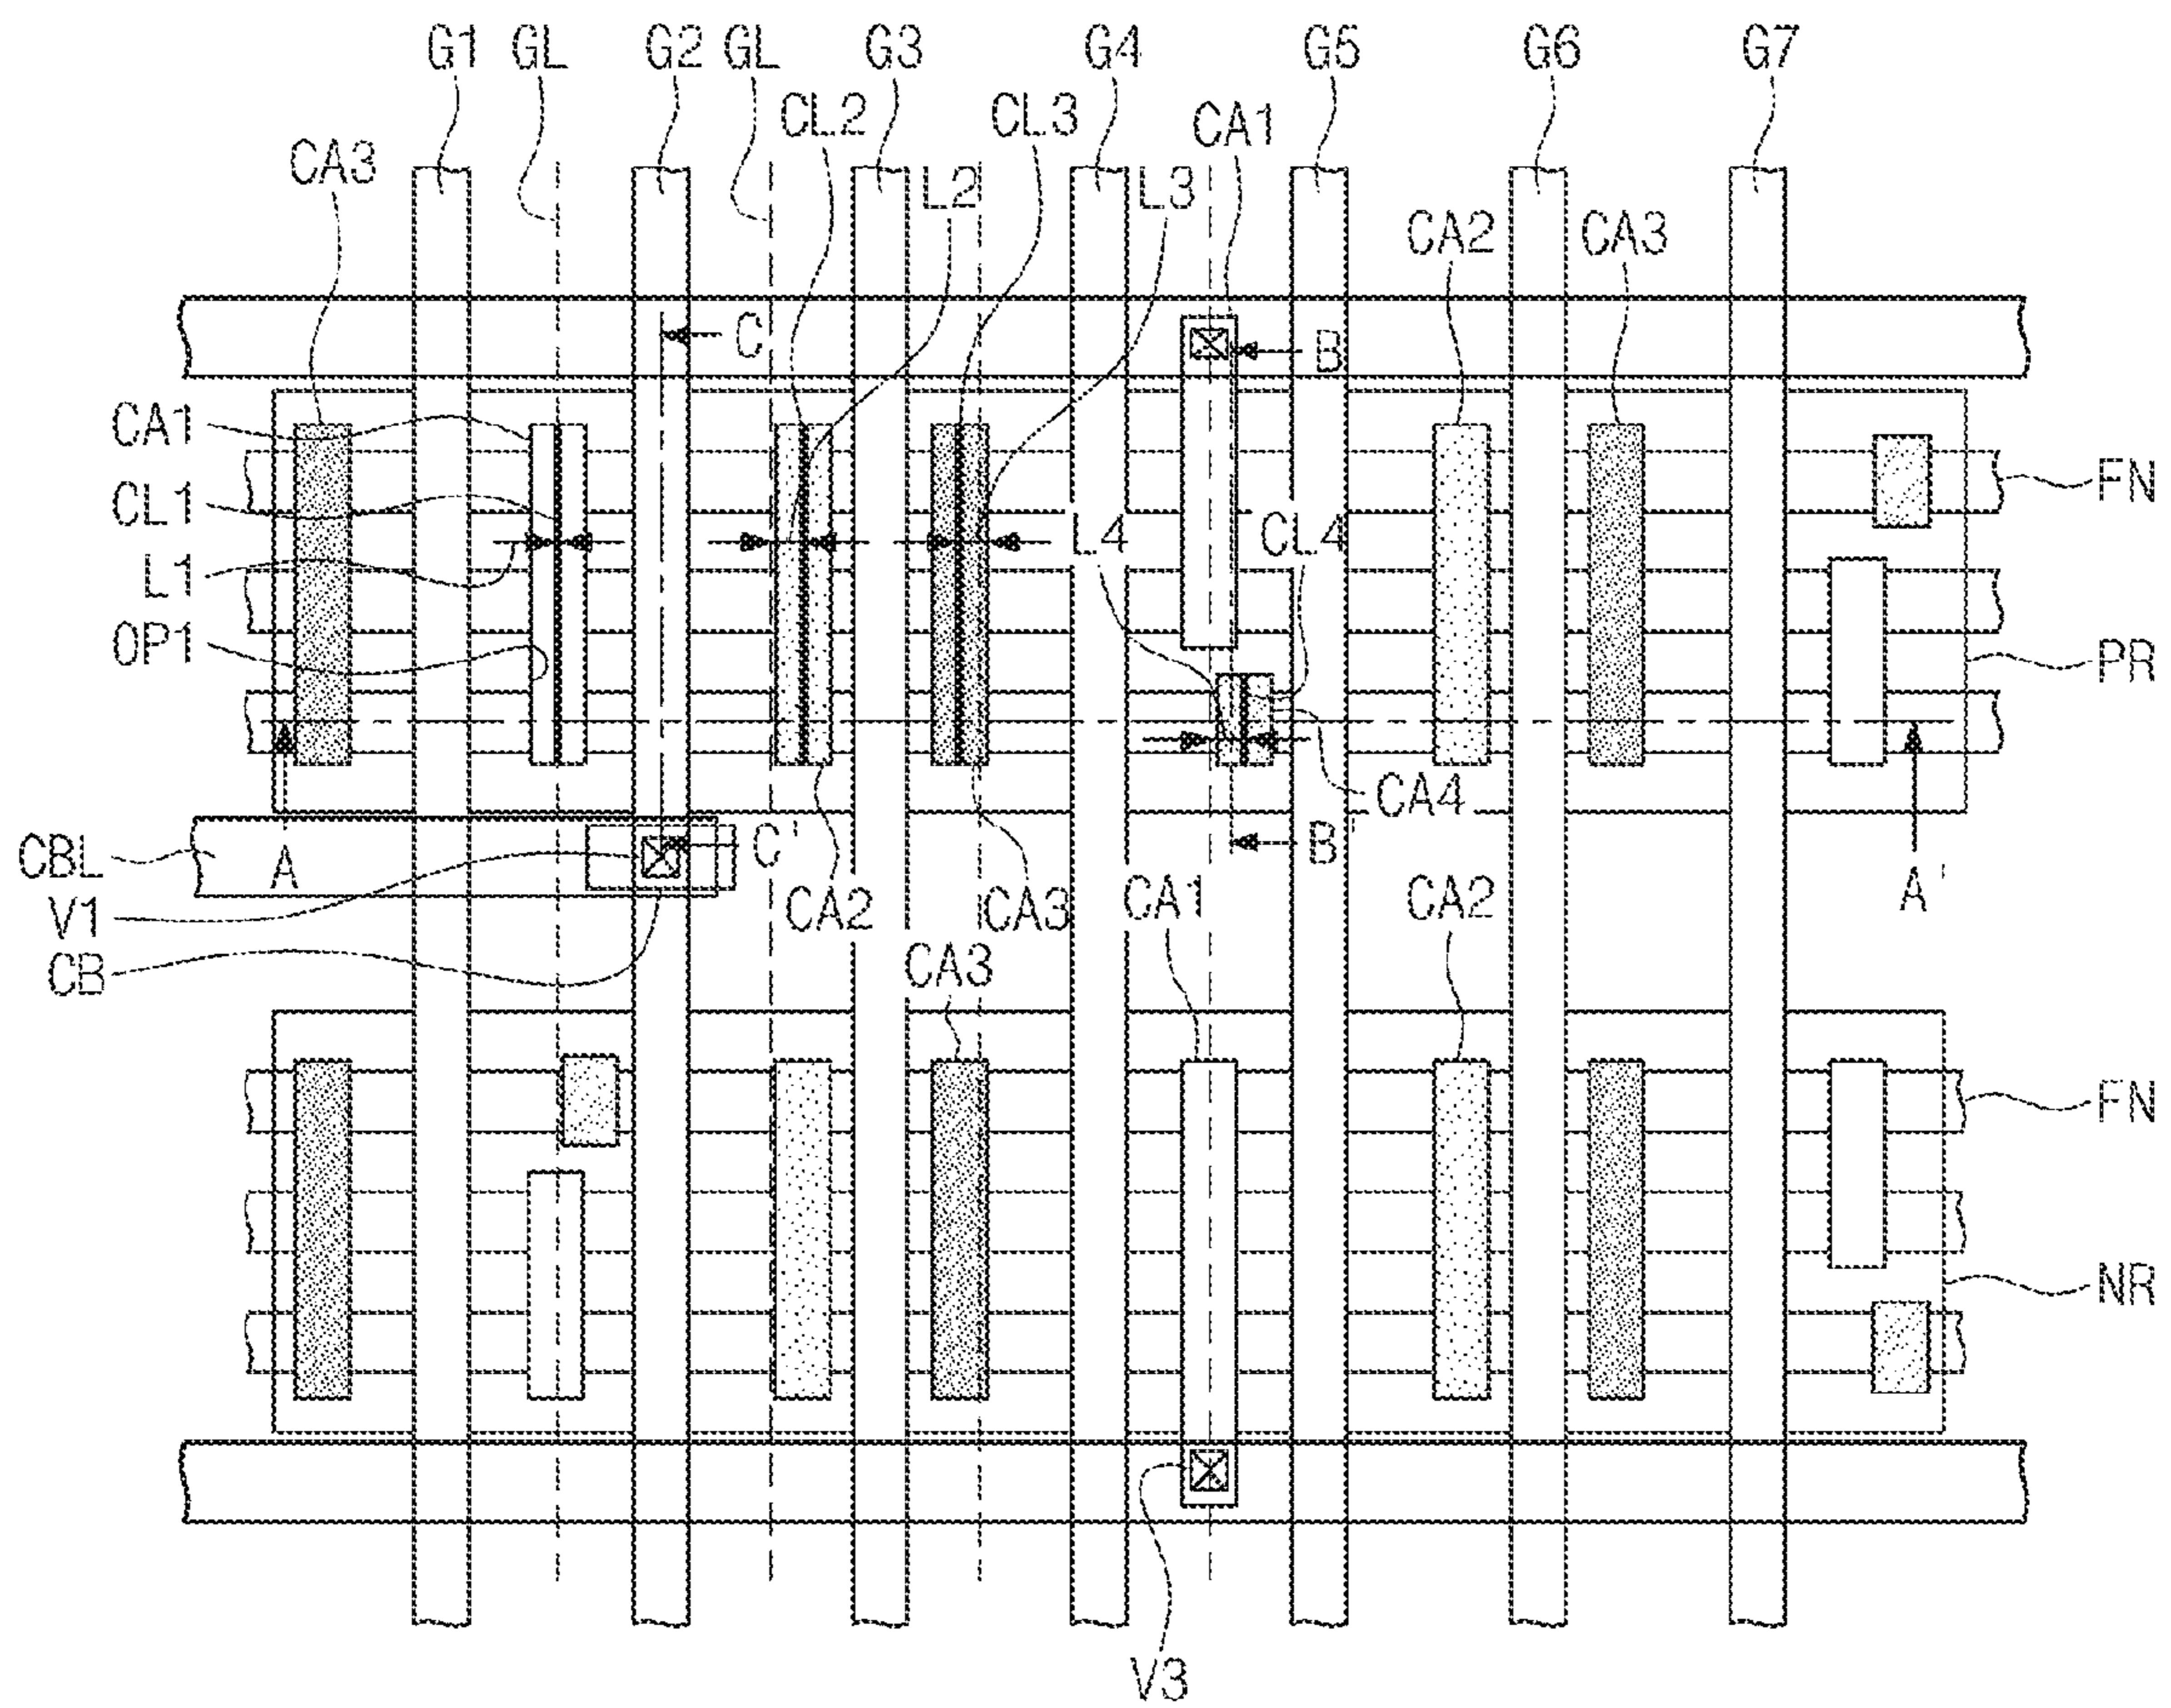 G1 GL G2 GL G3 G4 G5 G6 G7
CL2 CL3 CA1
CA3 L2 L3
CA2 CA3
C B
CA1
CL1 FN
L4 CL4
L1
OP1 PR
CA4
CBL A C' B' A'
V1 CA2 CA3 CA1 CA2
CB CA3
FN
NR
V3